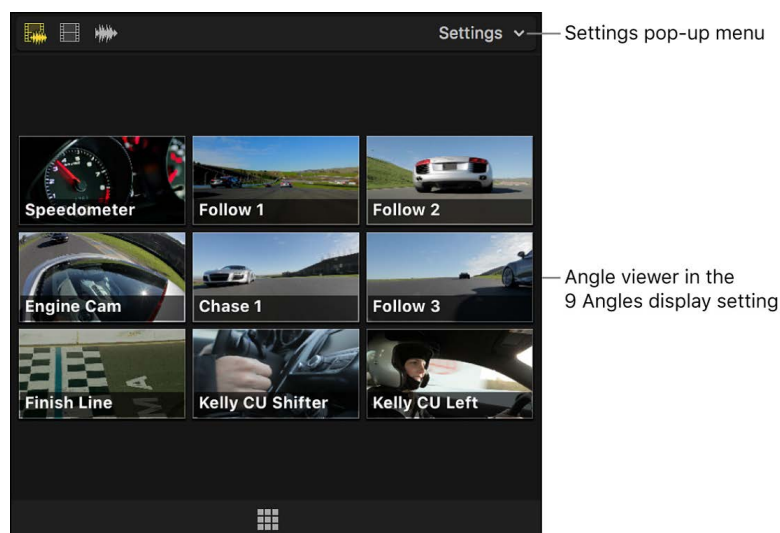 Settings
Settings pop-up menu
Speedometer
Follow 1
Follow 2
Engine Cam
Chase 1
Follow 3
Angle viewer in the
9 Angles display setting
Finish Line
Kelly CU Shifter
Kelly CU Left